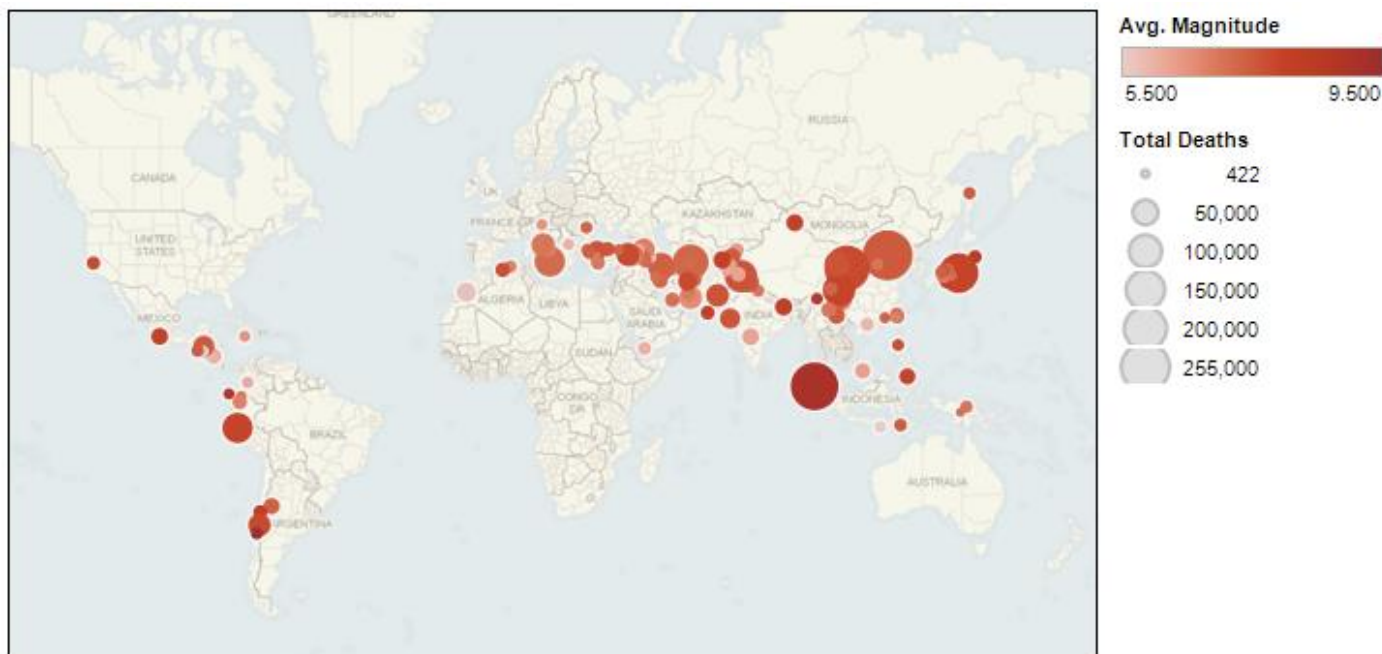 GREENLAND
RUSSIA
CANADA
UK
KAZAKHSTAN
MONGOLIA
FRANCE
UNITED
STATES
ALGERIA
LIBYA
SAUDI
ARABIA
INDIA
MEXICO
SUDAN
CONGO
DR
INDONESIA
BRAZIL
AUSTRALIA
ARGENTINA
Avg. Magnitude
5.500 9.500
Total Deaths
422
50,000
100,000
150,000
200,000
255,000